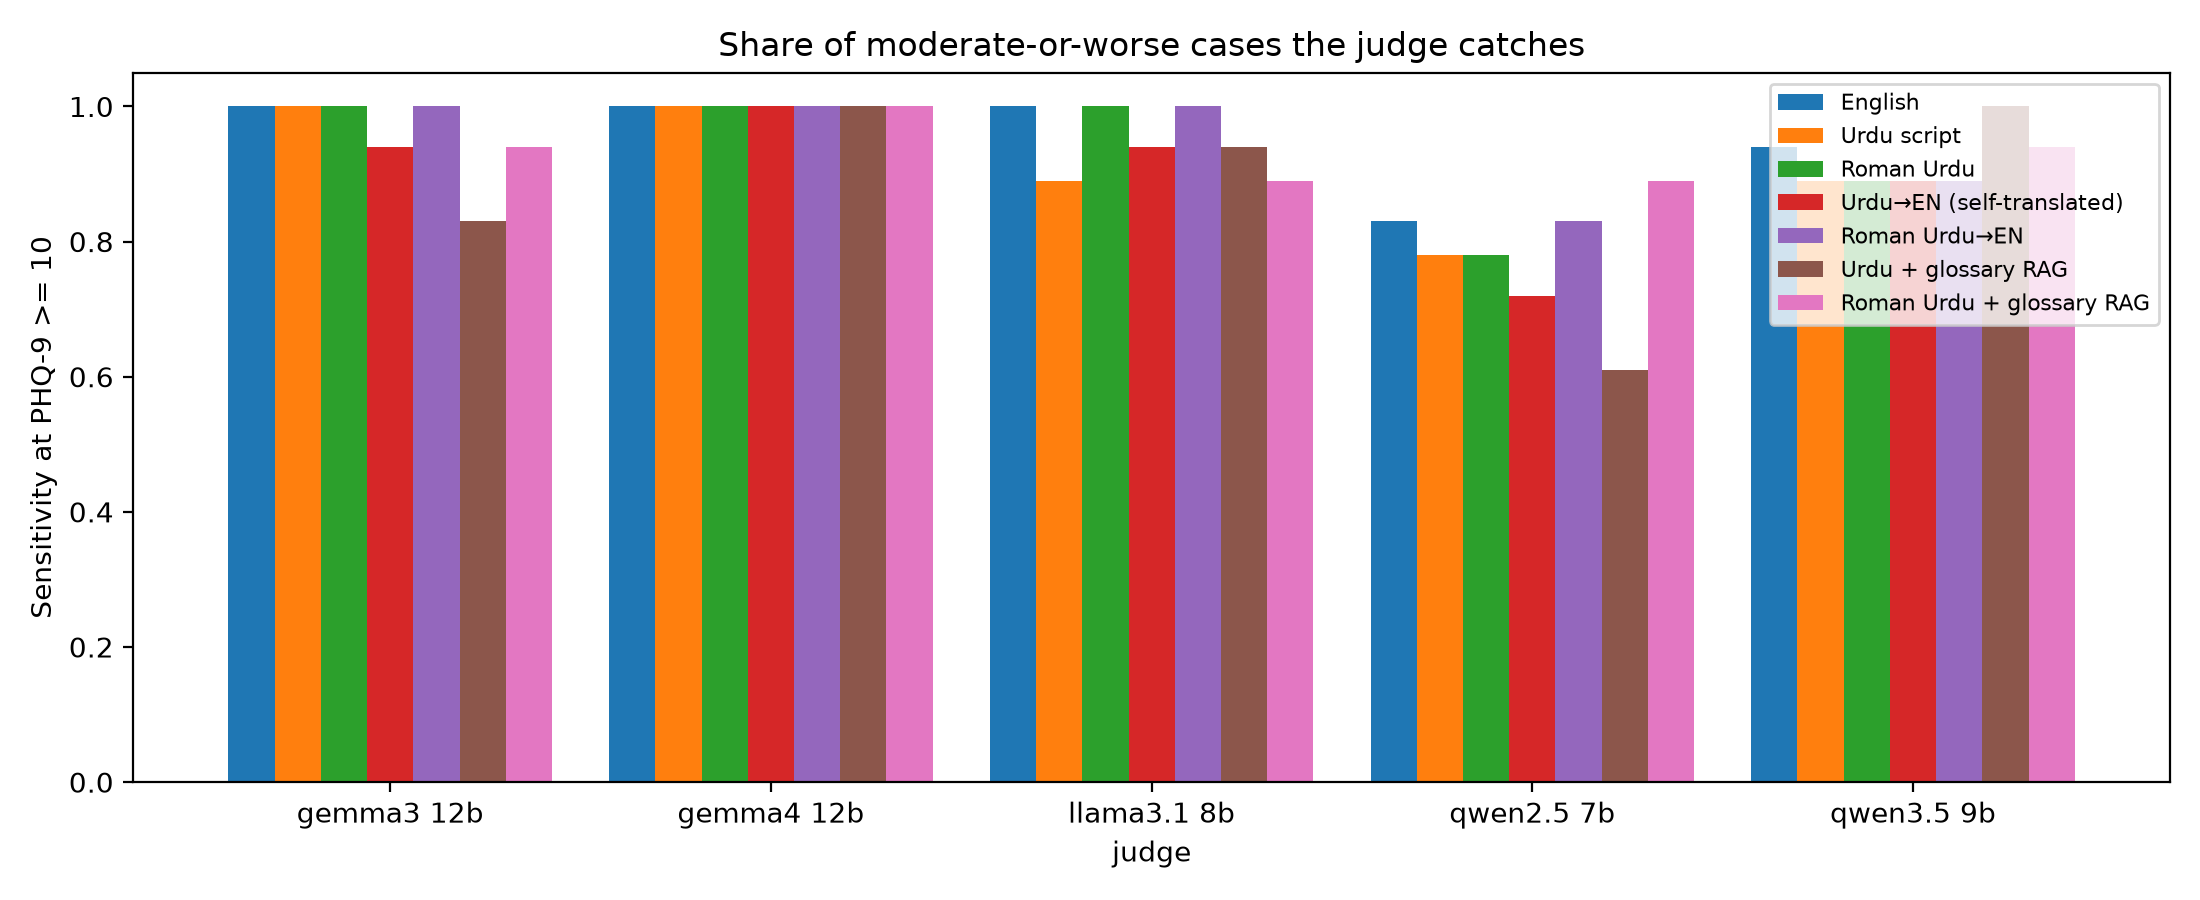 Share of moderate-or-worse cases the judge catches
Sensitivity at PHQ-9 >= 10
1.0
0.8
0.6
0.4
0.2
0.0
English
Urdu script
Roman Urdu
Urdu→EN (self-translated)
Roman Urdu→EN
Urdu + glossary RAG
Roman Urdu + glossary RAG
gemma3 12b
gemma4 12b
llama3.1 8b
qwen2.5 7b
qwen3.5 9b
judge